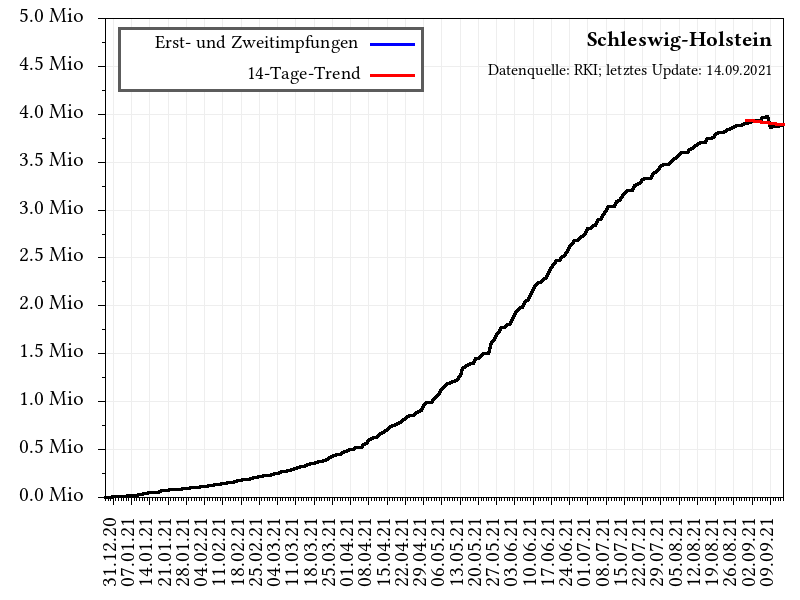 5.0 Mio
4.5 Mio
4.0 Mio
3.5 Mio
3.0 Mio
2.5 Mio
2.0 Mio
1.5 Mio
1.0 Mio
0.5 Mio
0.0 Mio
Erst- und Zweitimpfungen
14-Tage-Trend
Schleswig-Holstein
Datenquelle: RKI; letztes Update: 14.09.2021
31.12.20
07.01.21
14.01.21
21.01.21
28.01.21
04.02.21
11.02.21
18.02.21
25.02.21
04.03.21
11.03.21
18.03.21
25.03.21
01.04.21
08.04.21
15.04.21
22.04.21
29.04.21
06.05.21
13.05.21
20.05.21
27.05.21
03.06.21
10.06.21
17.06.21
24.06.21
01.07.21
08.07.21
15.07.21
22.07.21
29.07.21
05.08.21
12.08.21
19.08.21
26.08.21
02.09.21
09.09.21